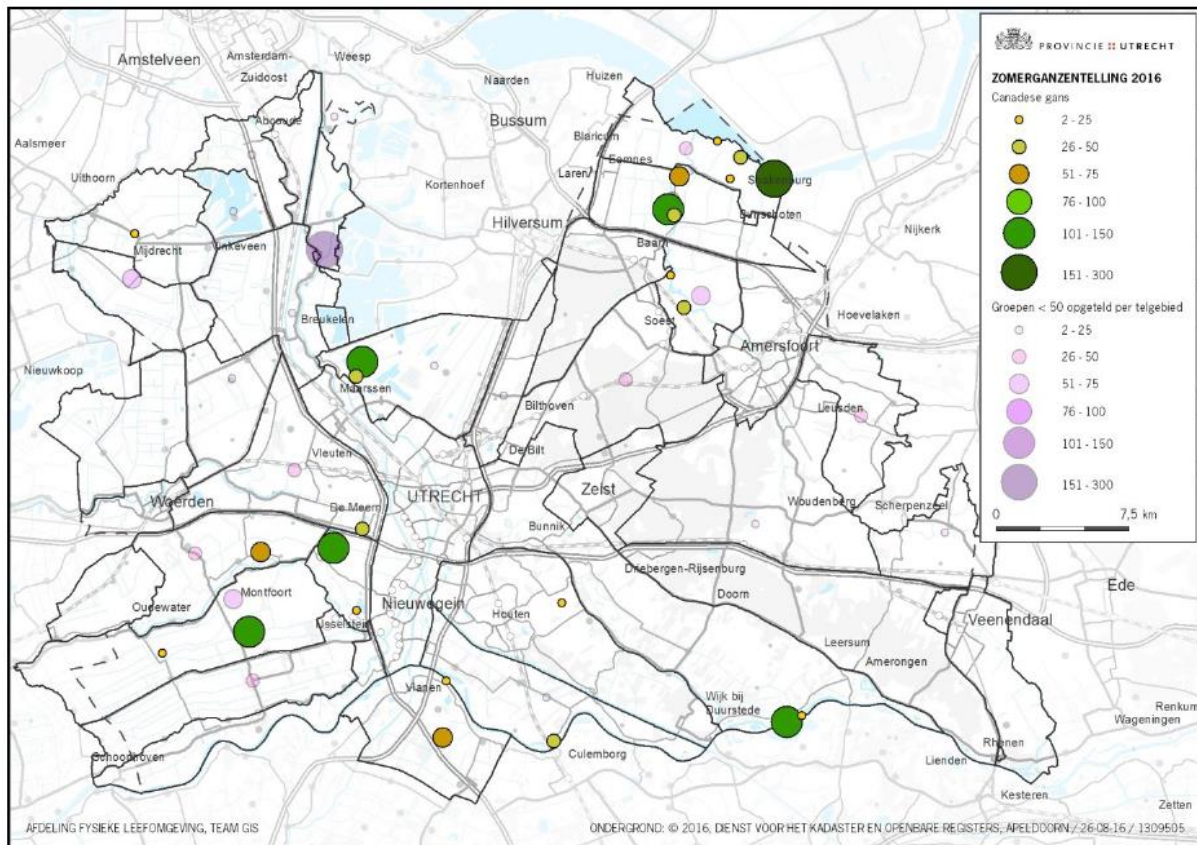 Amstelveen
Amsterdam-
Zuidoost
Weesp
Naarden
Huizen
Bussum
Blaricum
Eemnes
Laren
Aalsmeer
Abcoude
Uithoorn
Kortenhoef
Hilversum
Bunschoten
Nijkerk
Mijdrecht
Vinkeveen
Baarn
Breukelen
Soest
Hoevelaken
Amersfoort
Nieuwkoop
Maarssen
Bilthoven
Leusden
Vleuten
De Bilt
Woerden
UTRECHT
Zeist
Woudenberg
Scherpenzeel
De Meern
Bunnik
Driebergen-Rijsenburg
Ede
Montfoort
Oudewater
Nieuwegein
Houten
Doorn
IJsselstein
Veenendaal
Leersum
Amerongen
Vianen
Wijk bij
Duurstede
Renkum
Wageningen
Schoonhoven
Culemborg
Rhenen
Lienden
Kesteren
Zetten
PROVINCIE UTRECHT
ZOMERGANZENTELLING 2016
Canadese gans
2 - 25
26 - 50
51 - 75
76 - 100
101 - 150
151 - 300
Groepen < 50 opgeteld per telgebied
2 - 25
26 - 50
51 - 75
76 - 100
101 - 150
151 - 300
0 7,5 km
AFDELING FYSIEKE LEEFOMGEVING, TEAM GIS
ONDERGROND: © 2016, DIENST VOOR HET KADASTER EN OPENBARE REGISTERS, APELDOORN / 26-08-16 / 1309505